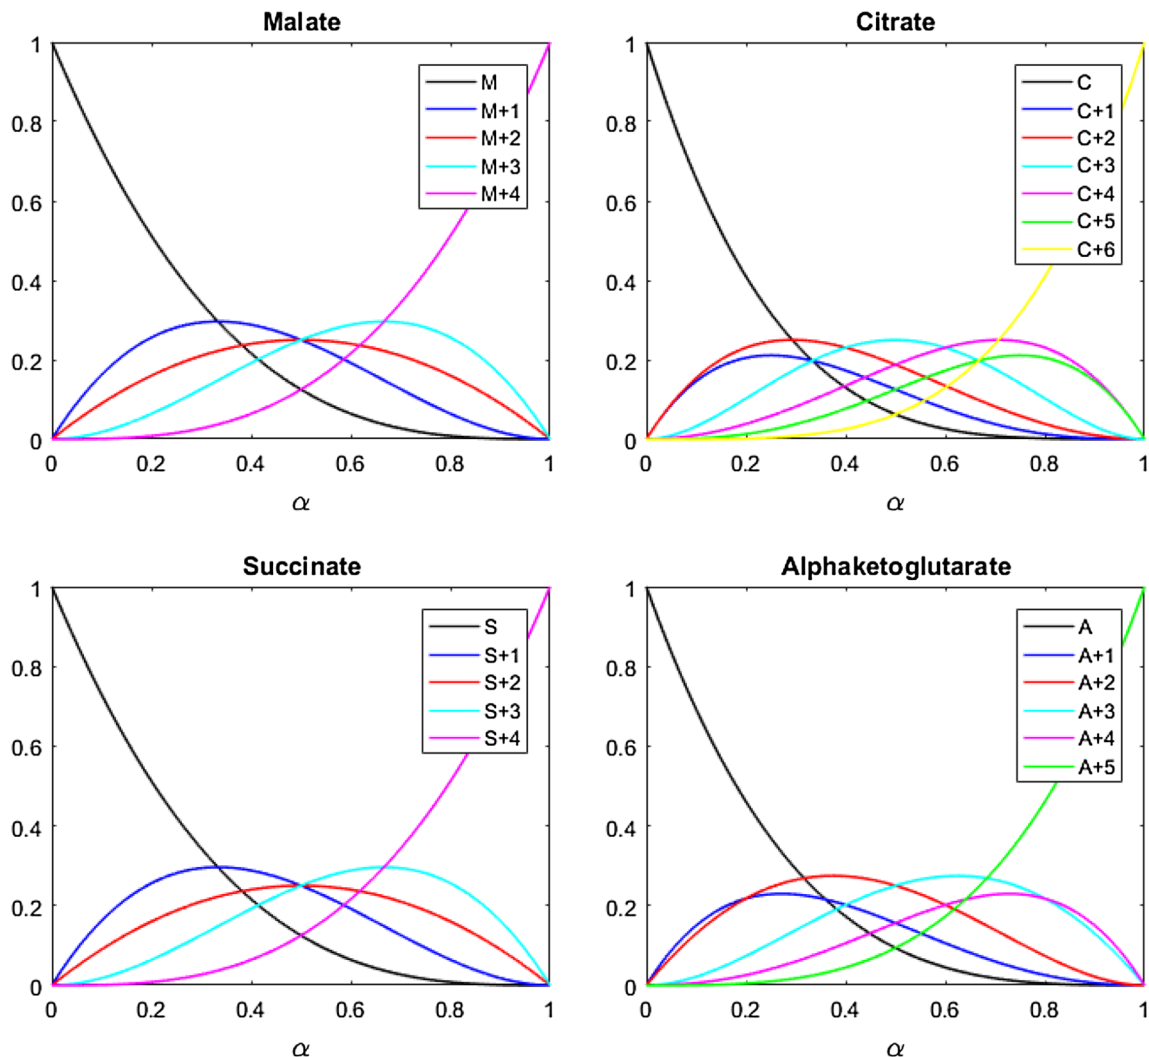 Malate
1
0.8
0.6
0.4
0.2
0
M
M+1
M+2
M+3
M+4
0 0.2 0.4 0.6 0.8 1
α
Citrate
1
0.8
0.6
0.4
0.2
0
C
C+1
C+2
C+3
C+4
C+5
C+6
0 0.2 0.4 0.6 0.8 1
α
Succinate
1
0.8
0.6
0.4
0.2
0
S
S+1
S+2
S+3
S+4
0 0.2 0.4 0.6 0.8 1
α
Alphaketoglutarate
1
0.8
0.6
0.4
0.2
0
A
A+1
A+2
A+3
A+4
A+5
0 0.2 0.4 0.6 0.8 1
α